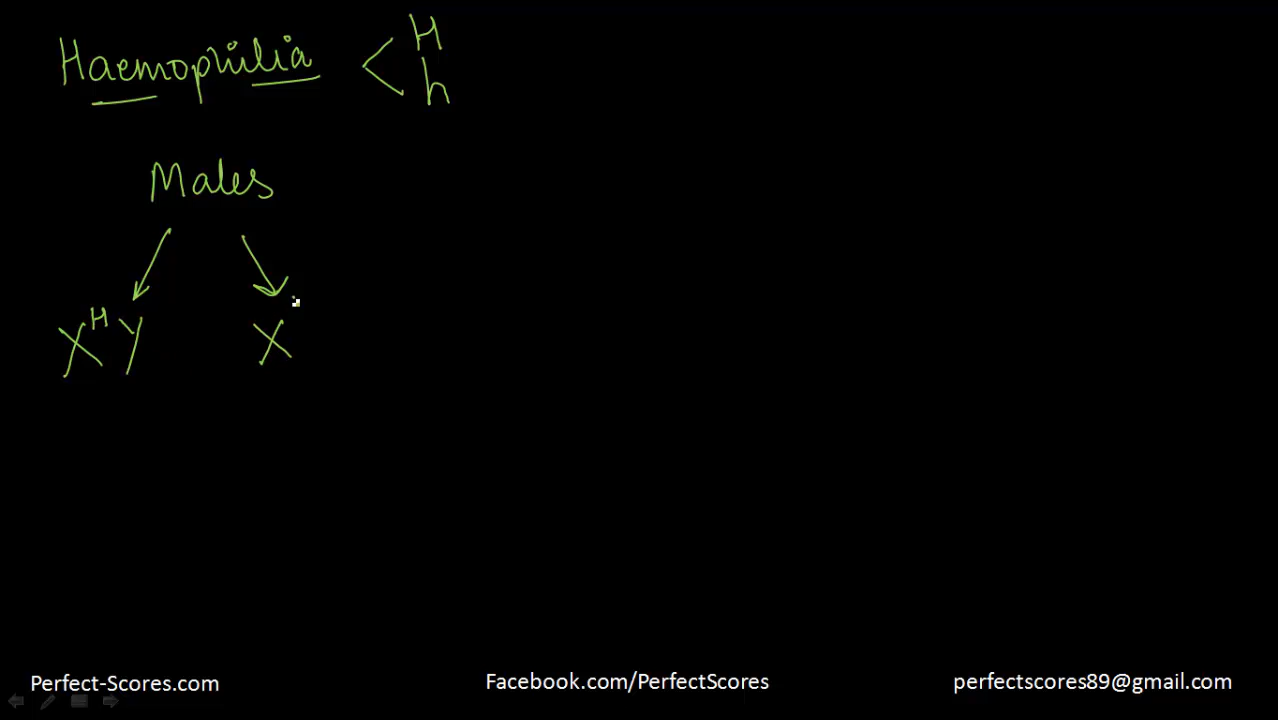 Haemophilia < H
h
Males
X^H Y X
Perfect-Scores.com Facebook.com/PerfectScores perfectscores89@gmail.com